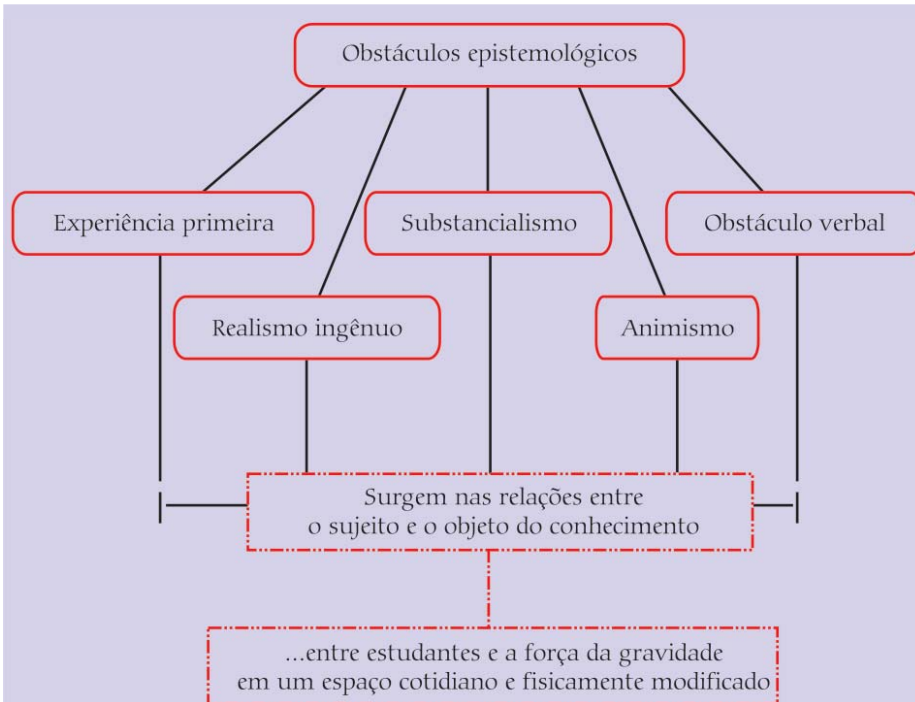 Obstáculos epistemológicos
Experiência primeira
Substancialismo
Obstáculo verbal
Realismo ingênuo
Animismo
Surgem nas relações entre
o sujeito e o objeto do conhecimento
...entre estudantes e a força da gravidade
em um espaço cotidiano e fisicamente modificado